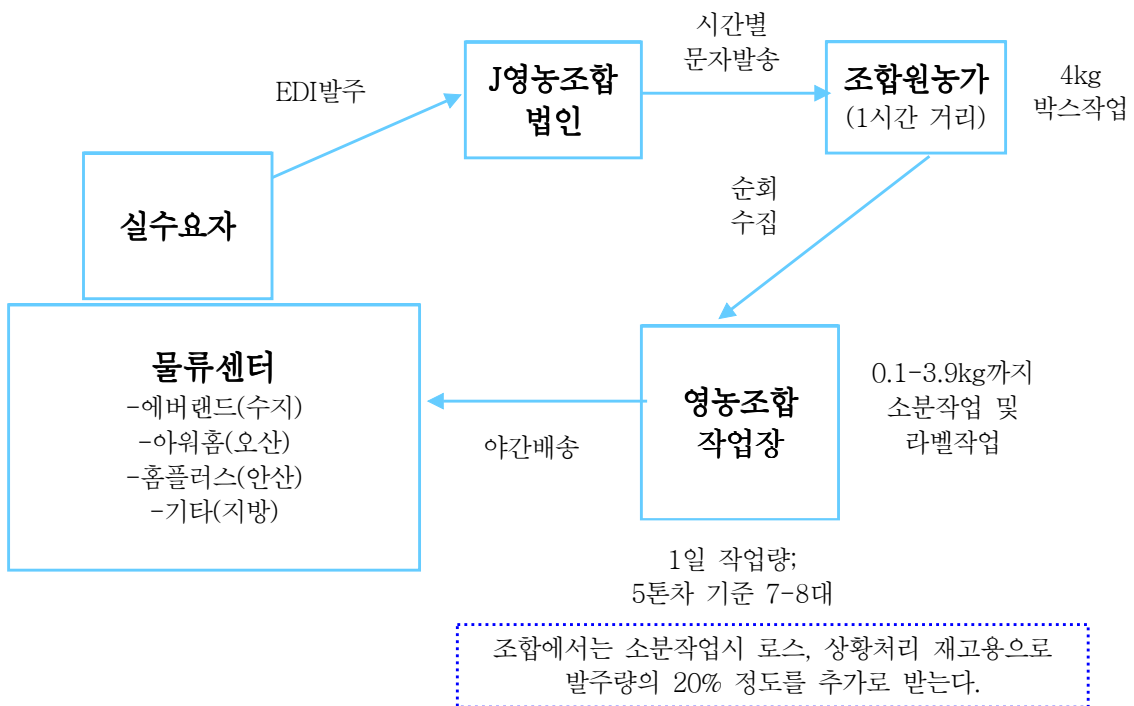 시간별
문자발송
EDI발주
J영농조합
법인
조합원농가
(1시간 거리)
4kg
박스작업
실수요자
순회
수집
물류센터
-에버랜드(수지)
-아워홈(오산)
-홈플러스(안산)
-기타(지방)
야간배송
영농조합
작업장
0.1-3.9kg까지
소분작업 및
라벨작업
1일 작업량;
5톤차 기준 7-8대
조합에서는 소분작업시 로스, 상황처리 재고용으로
발주량의 20% 정도를 추가로 받는다.